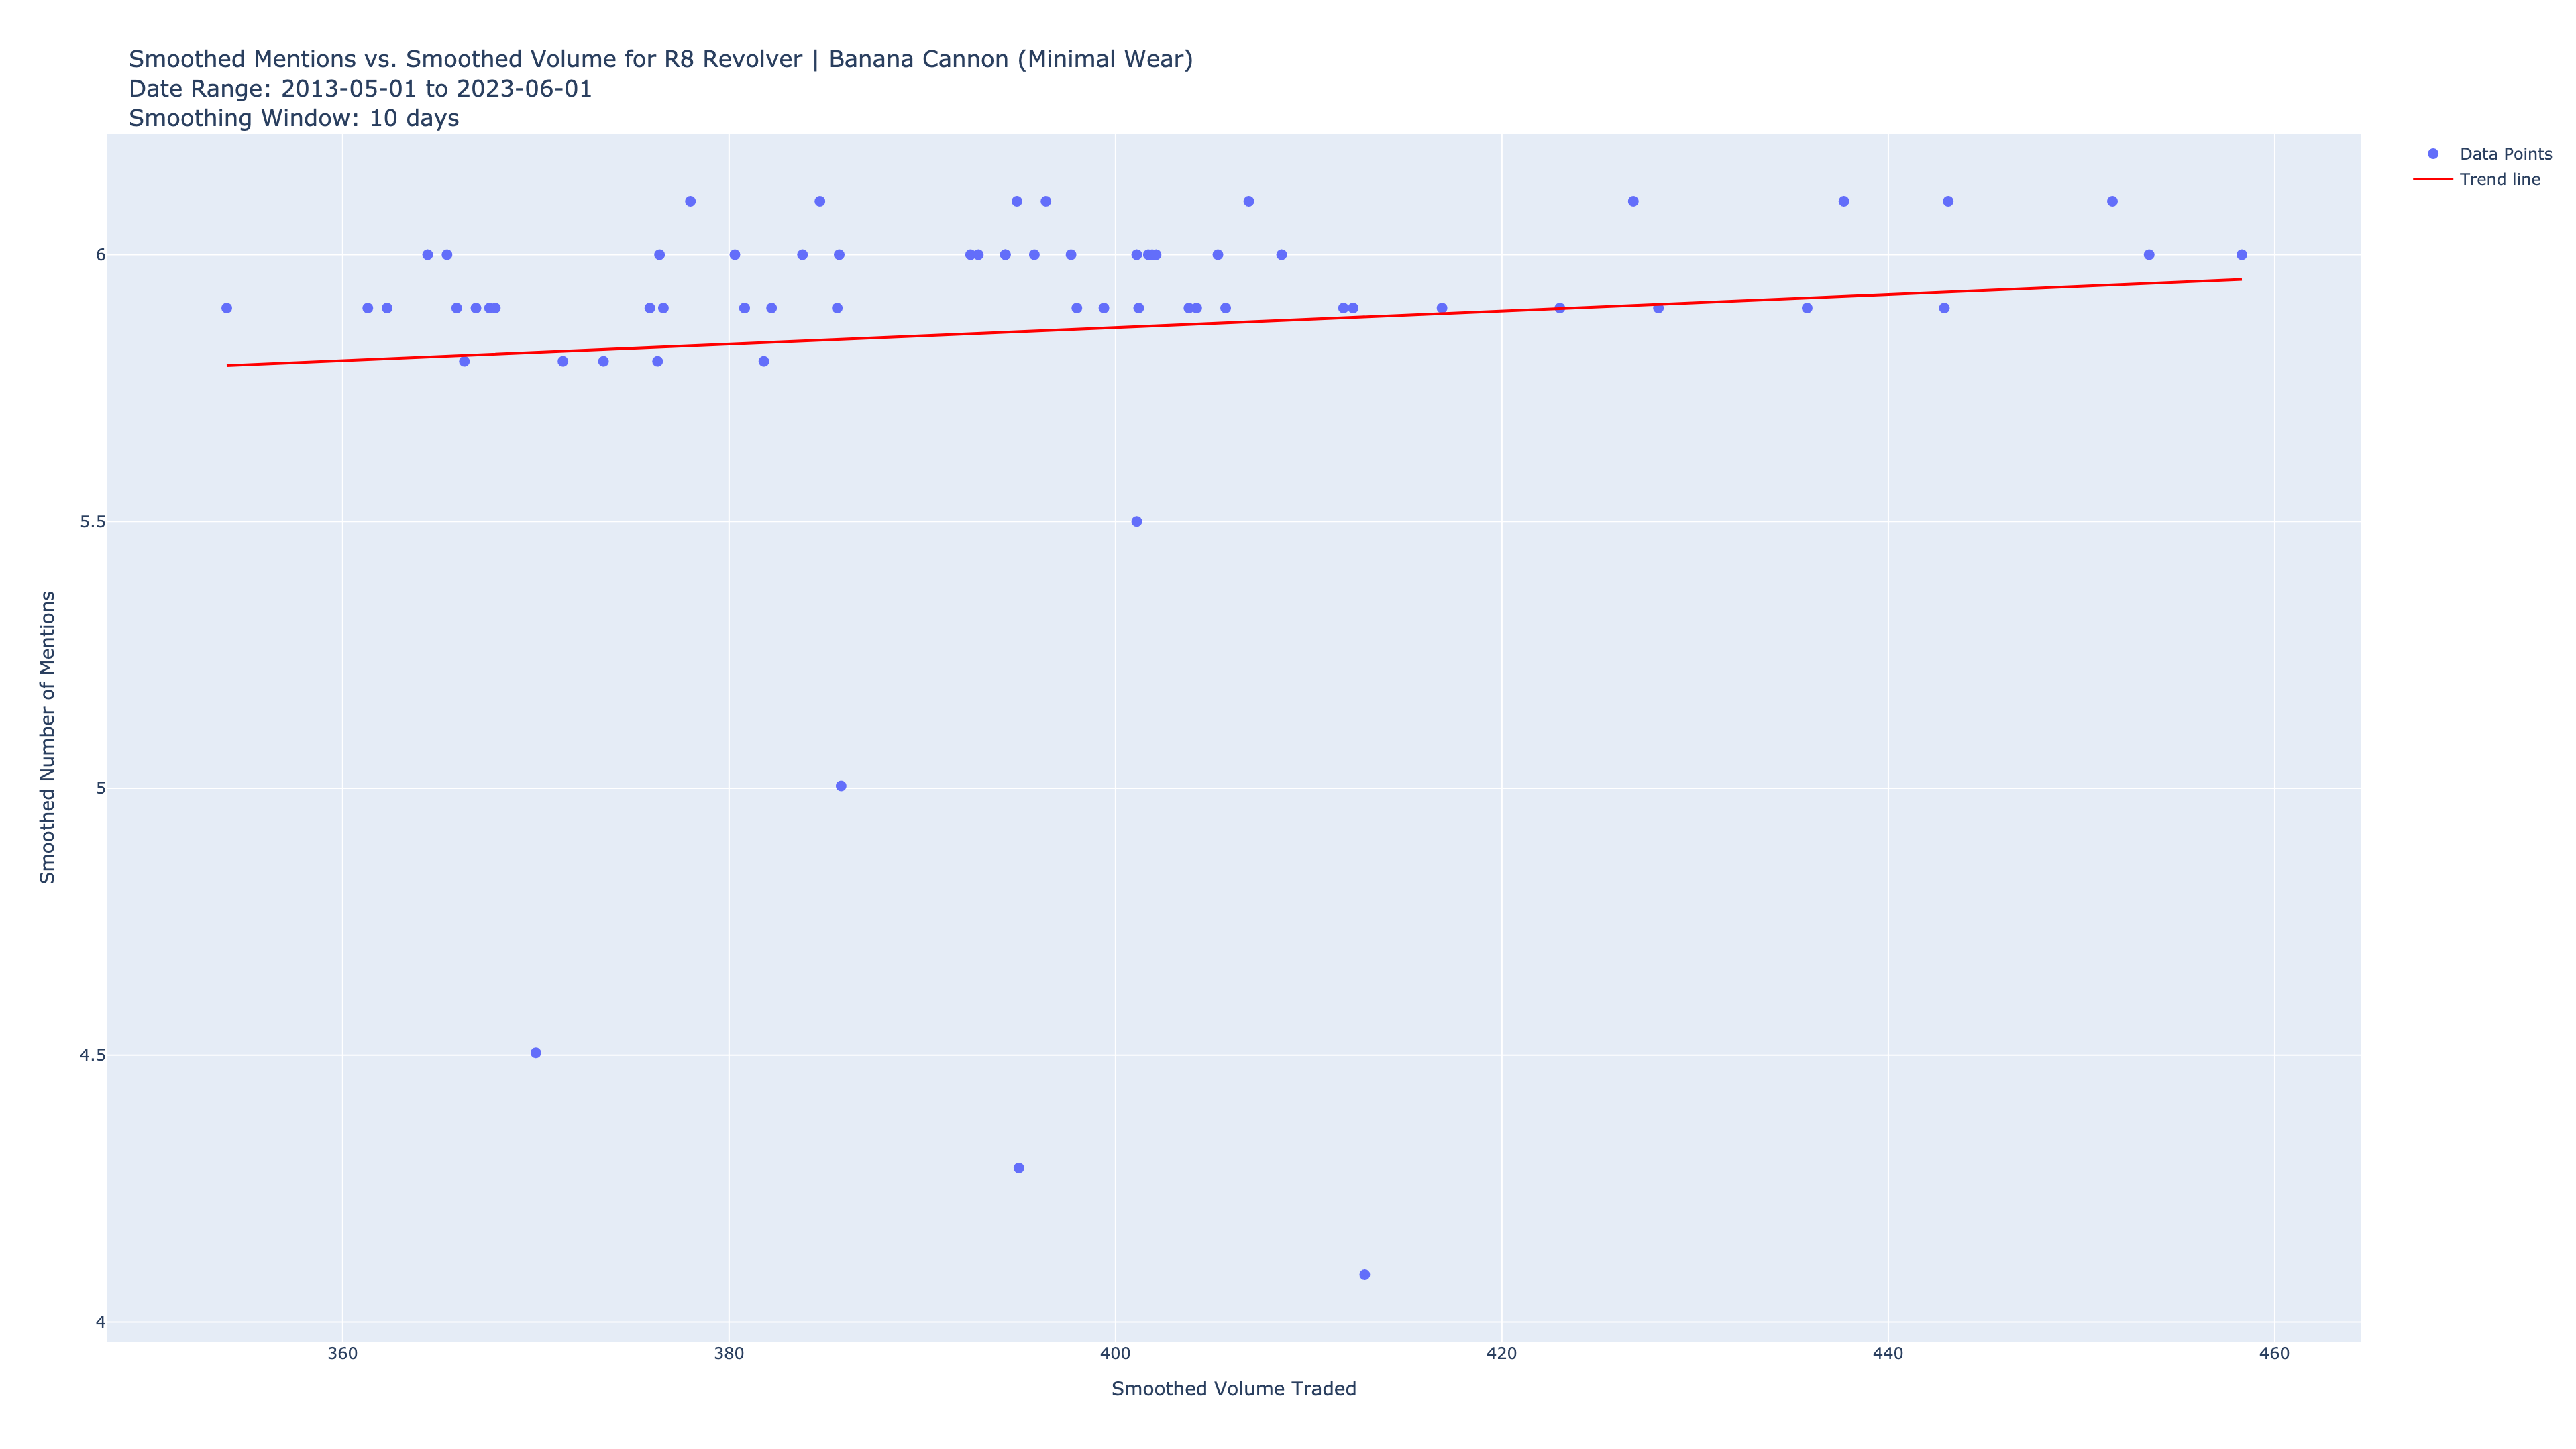 Smoothed Mentions vs. Smoothed Volume for R8 Revolver | Banana Cannon (Minimal Wear)
Date Range: 2013-05-01 to 2023-06-01
Smoothing Window: 10 days
Data Points
Trend line
6
5.5
5
4.5
4
Smoothed Number of Mentions
360
380
400
420
440
460
Smoothed Volume Traded